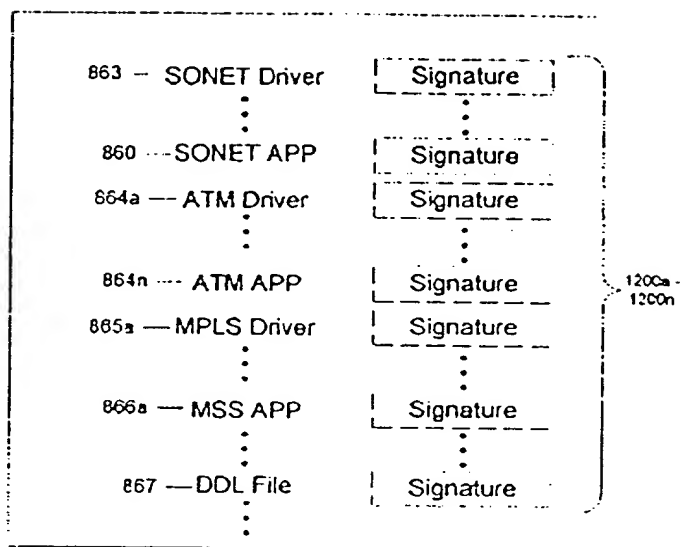 863 — SONET Driver Signature
860 — SONET APP Signature
864a — ATM Driver Signature
864n — ATM APP Signature
1200a -
1200n
865a — MPLS Driver Signature
866a — MSS APP Signature
867 — DDL File Signature